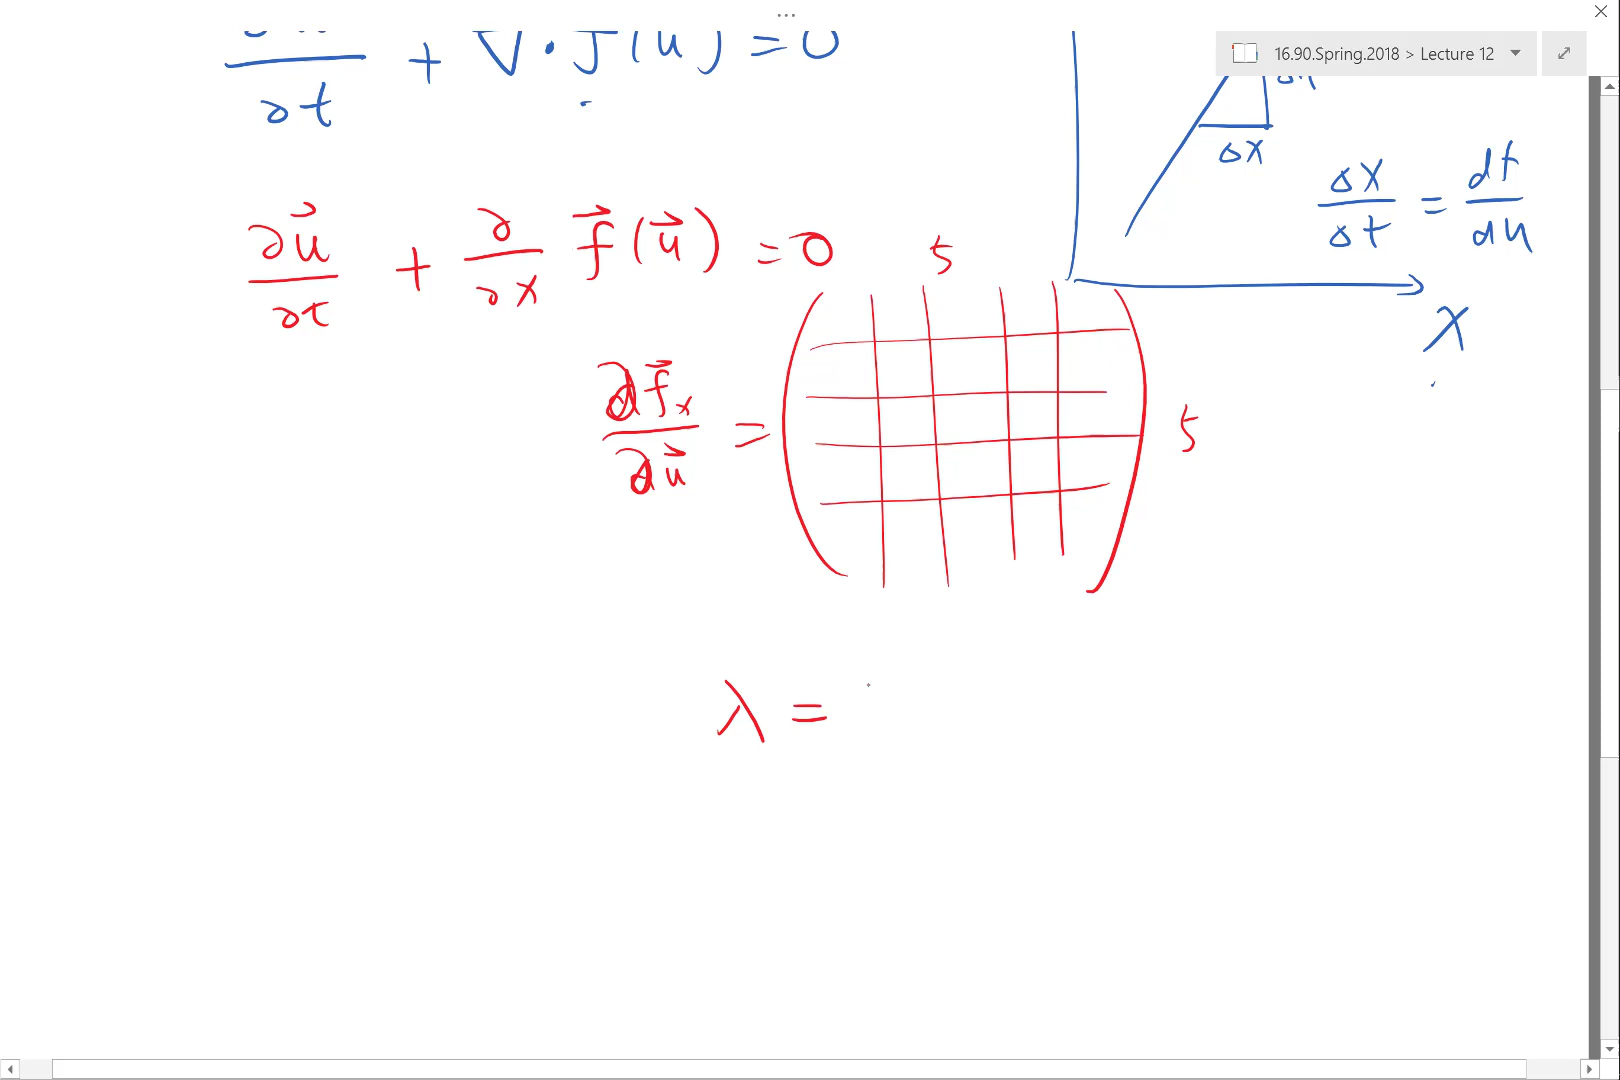 16.90.Spring.2018 > Lecture 12
∂t + ∇ · f(u) = 0
Δx
Δx/Δt = df/du
∂u⃗/∂t + ∂/∂x f⃗(u⃗) = 0
5
x
∂f⃗ₓ/∂u⃗ =
5
λ =